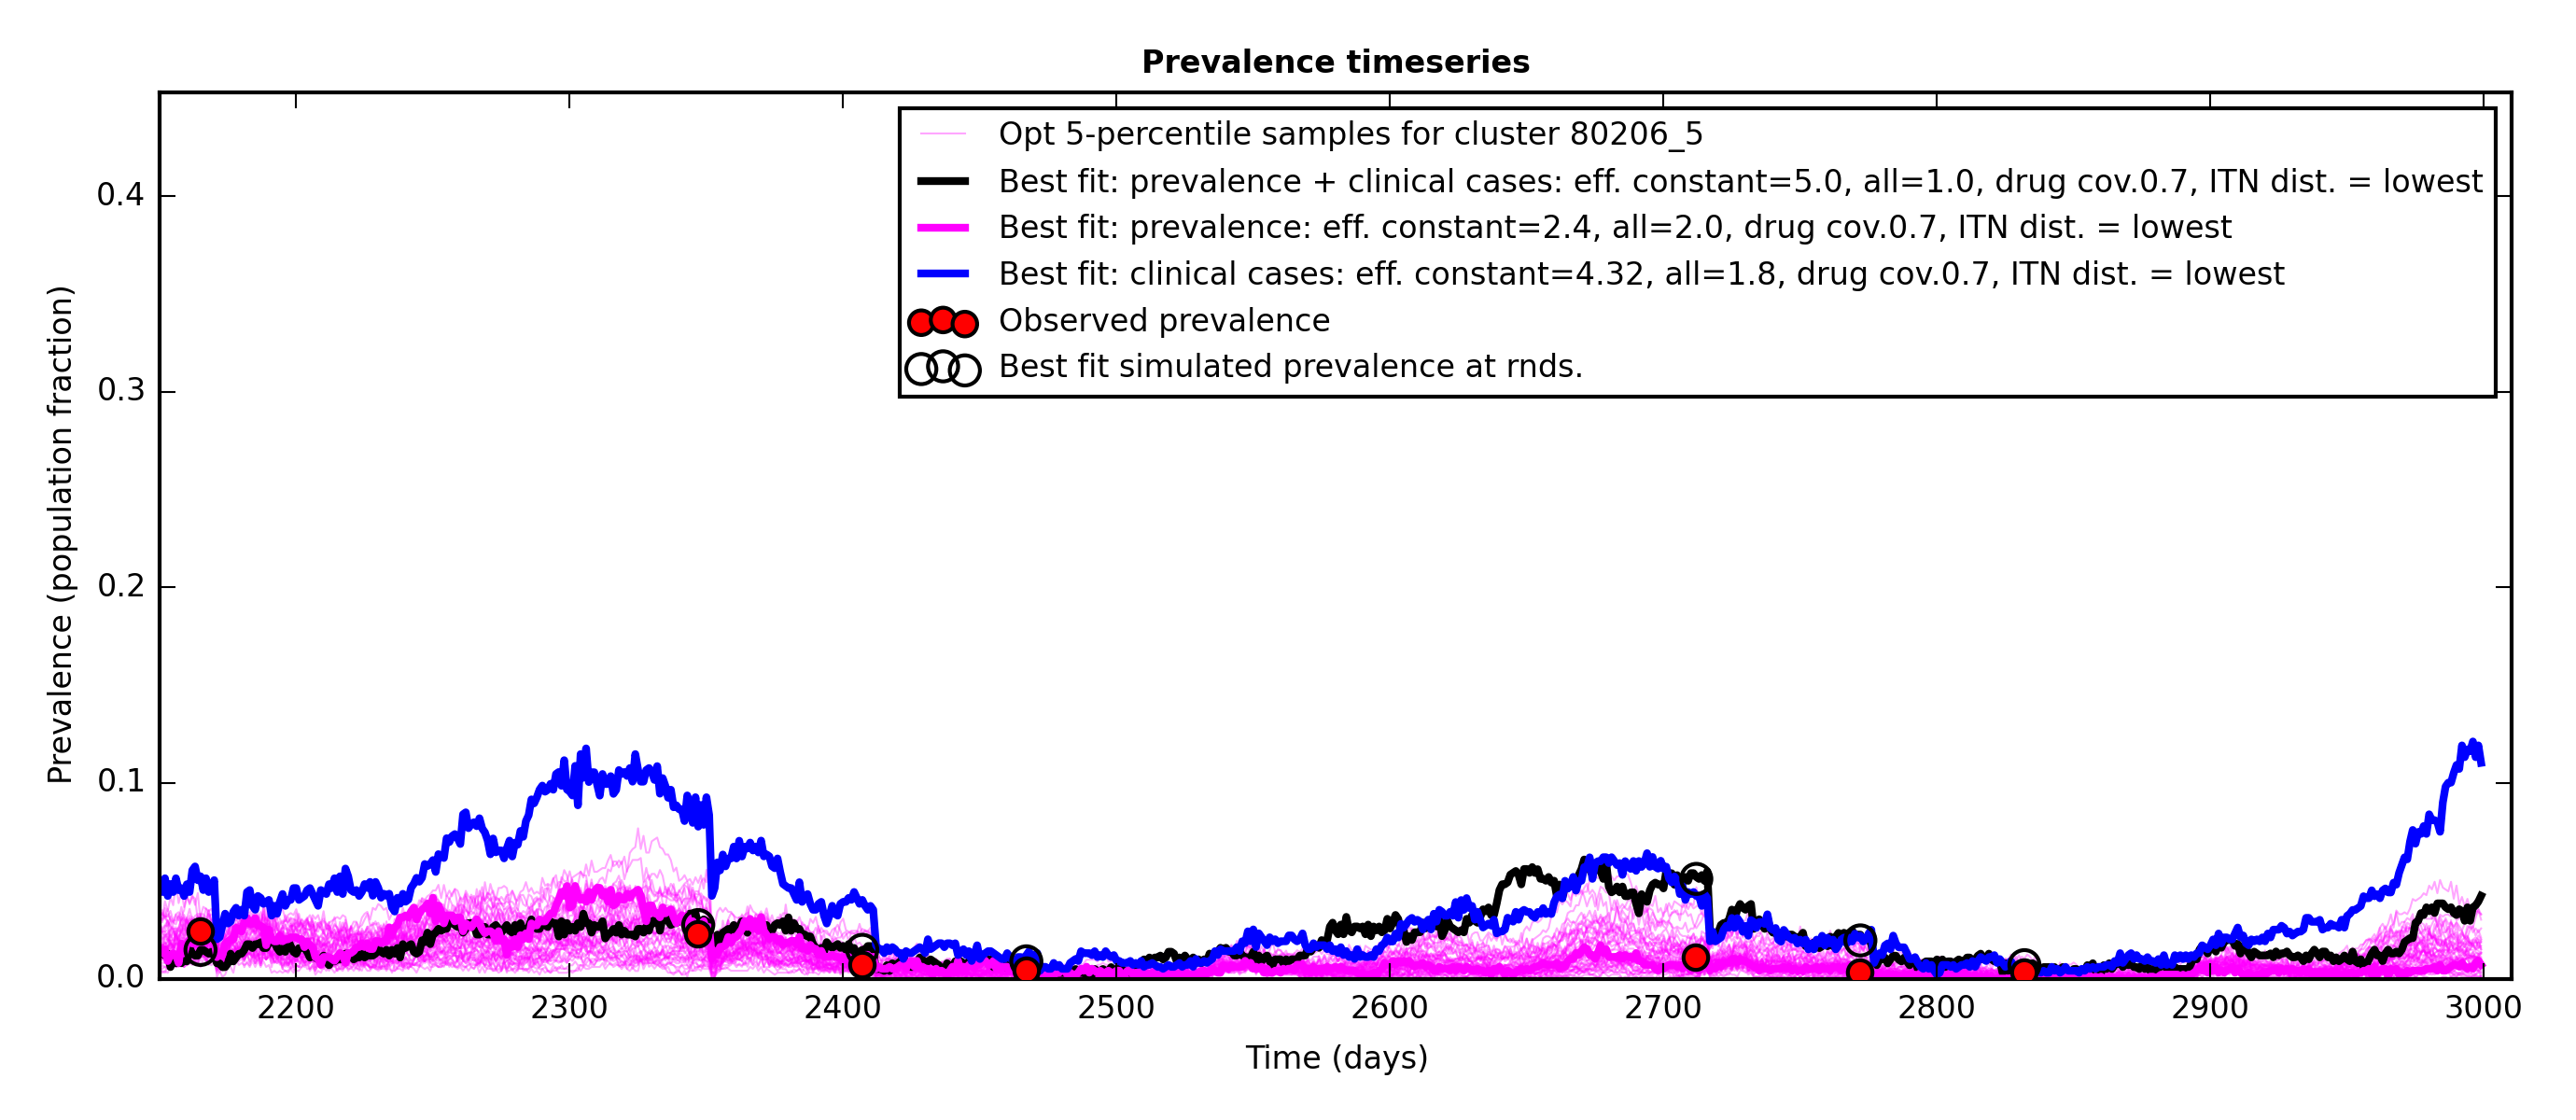 Prevalence timeseries
Opt 5-percentile samples for cluster 80206_5
Best fit: prevalence + clinical cases: eff. constant=5.0, all=1.0, drug cov.0.7, ITN dist. = lowest
Best fit: prevalence: eff. constant=2.4, all=2.0, drug cov.0.7, ITN dist. = lowest
Best fit: clinical cases: eff. constant=4.32, all=1.8, drug cov.0.7, ITN dist. = lowest
Observed prevalence
Best fit simulated prevalence at rnds.
Prevalence (population fraction)
0.4
0.3
0.2
0.1
0.0
2200 2300 2400 2500 2600 2700 2800 2900 3000
Time (days)